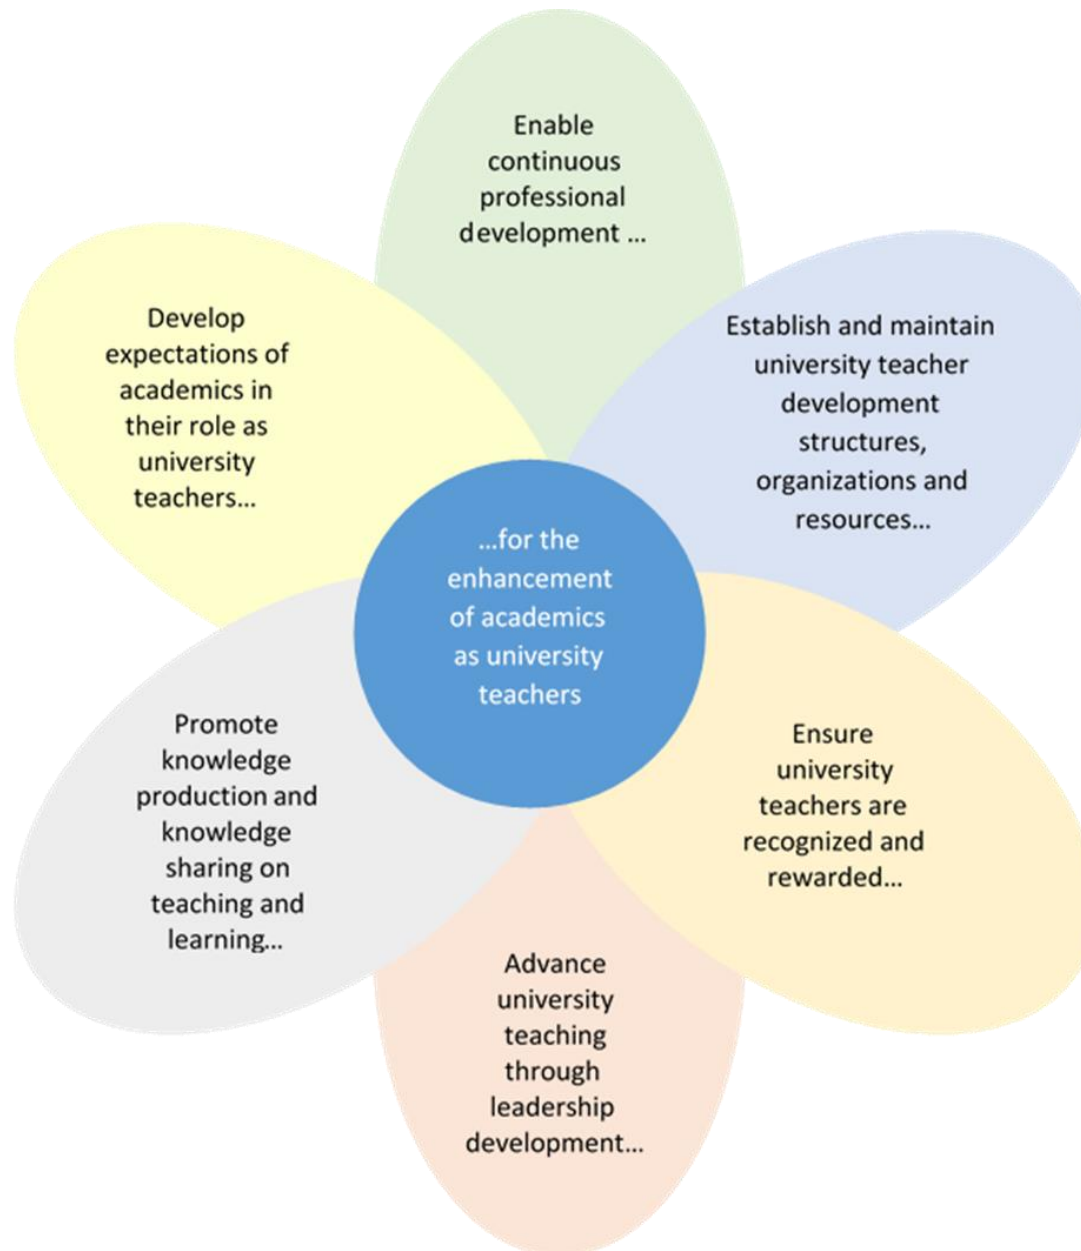 Enable
continuous
professional
development ...
Establish and maintain
university teacher
development
structures,
organizations and
resources...
Ensure
university
teachers are
recognized and
rewarded...
Advance
university
teaching
through
leadership
development...
Promote
knowledge
production and
knowledge
sharing on
teaching and
learning...
Develop
expectations of
academics in
their role as
university
teachers...
...for the
enhancement
of academics
as university
teachers